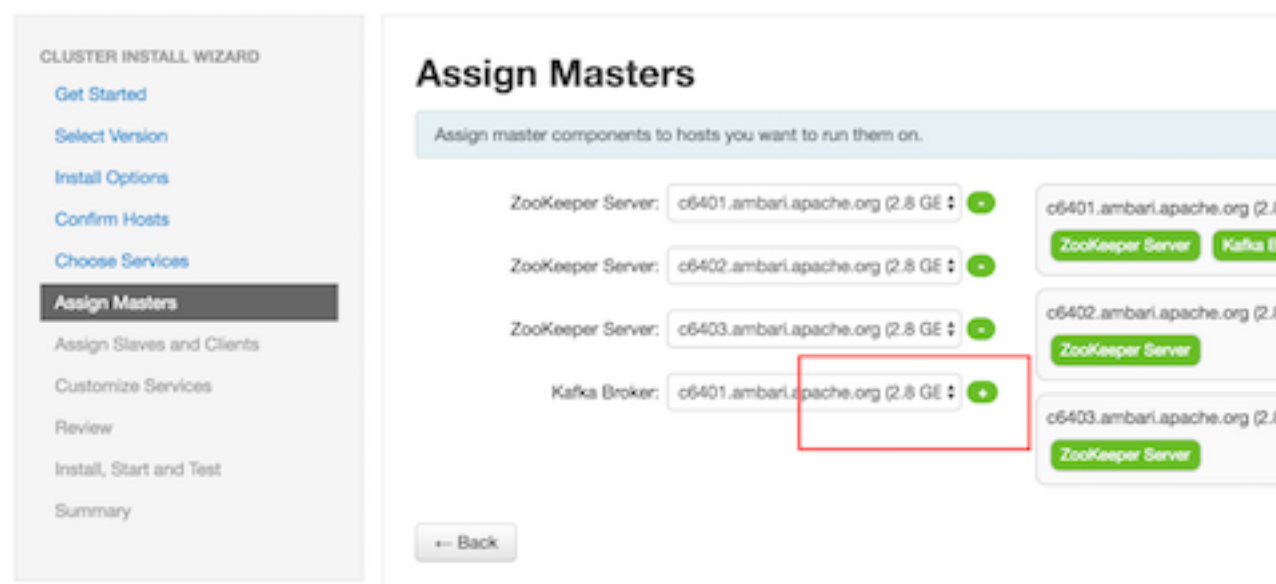 CLUSTER INSTALL WIZARD
Get Started
Select Version
Install Options
Confirm Hosts
Choose Services
Assign Masters
Assign Slaves and Clients
Customize Services
Review
Install, Start and Test
Summary
Assign Masters
Assign master components to hosts you want to run them on.
ZooKeeper Server: c6401.ambari.apache.org (2.8 GE -
ZooKeeper Server: c6402.ambari.apache.org (2.8 GE -
ZooKeeper Server: c6403.ambari.apache.org (2.8 GE -
Kafka Broker: c6401.ambari.apache.org (2.8 GE +
← Back
c6401.ambari.apache.org (2.8
ZooKeeper Server Kafka B
c6402.ambari.apache.org (2.8
ZooKeeper Server
c6403.ambari.apache.org (2.8
ZooKeeper Server